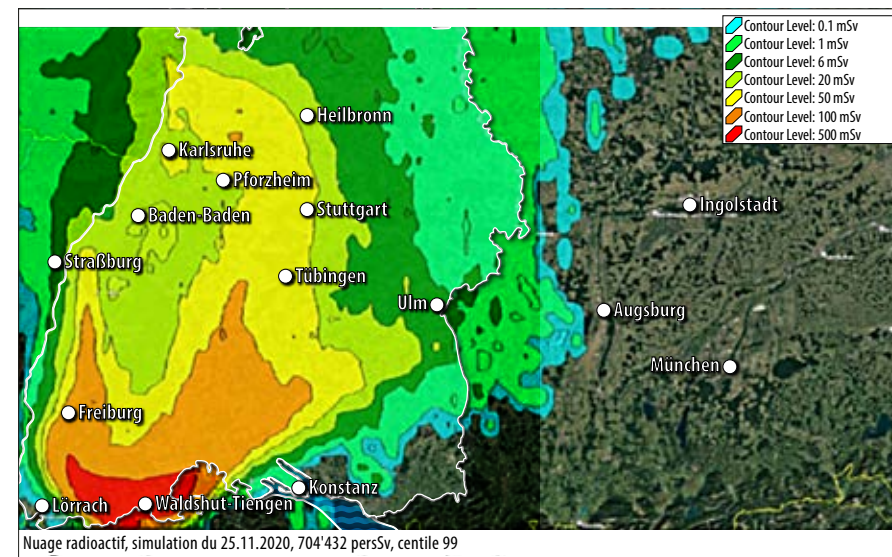 Contour Level: 0.1 mSv
Contour Level: 1 mSv
Contour Level: 6 mSv
Contour Level: 20 mSv
Contour Level: 50 mSv
Contour Level: 100 mSv
Contour Level: 500 mSv
Heilbronn
Karlsruhe
Pforzheim
Ingolstadt
Baden-Baden
Stuttgart
Straßburg
Tübingen
Ulm
Augsburg
München
Freiburg
Konstanz
Lörrach
Waldshut-Tiengen
Nuage radioactif, simulation du 25.11.2020, 704'432 persSv, centile 99